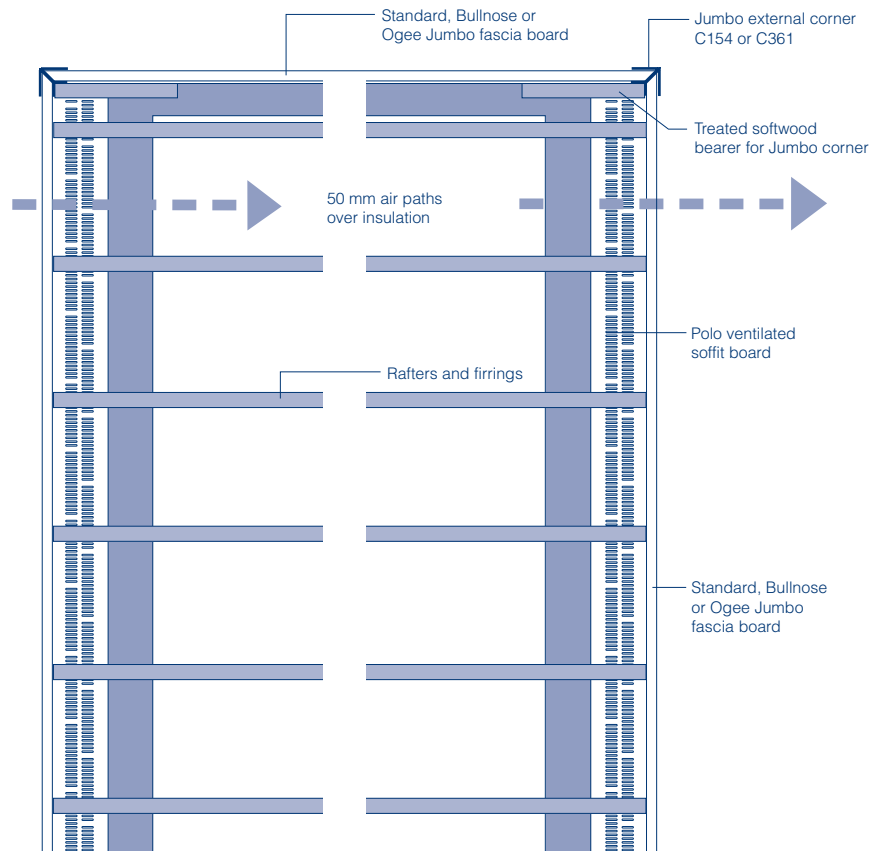 Standard, Bullnose or
Ogee Jumbo fascia board
Jumbo external corner
C154 or C361
Treated softwood
bearer for Jumbo corner
50 mm air paths
over insulation
Polo ventilated
soffit board
Rafters and firrings
Standard, Bullnose
or Ogee Jumbo
fascia board